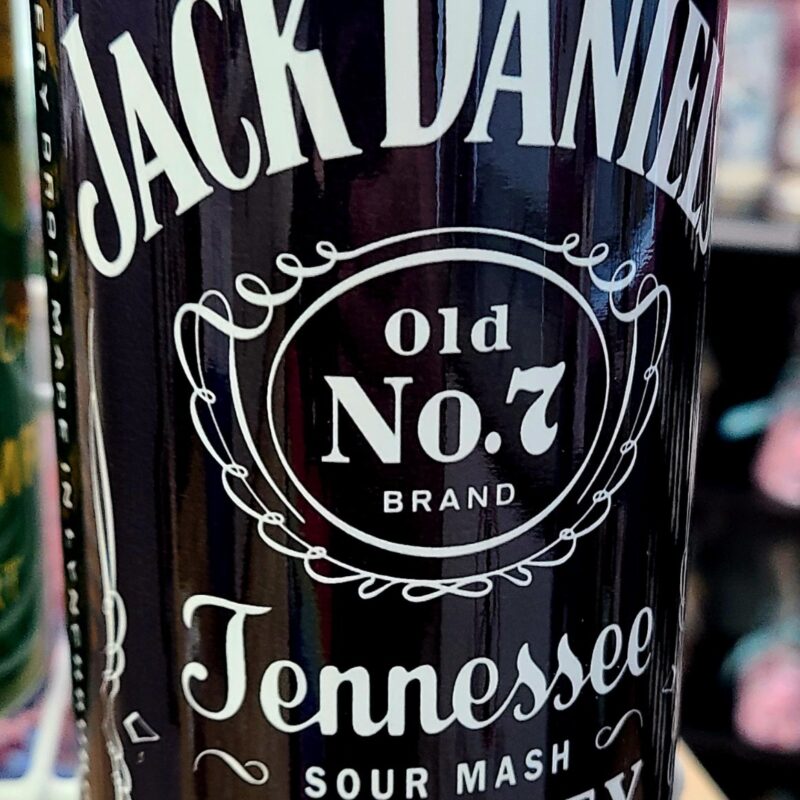 JACK DANIEL'S
Old
No.7
BRAND
Tennessee
SOUR MASH